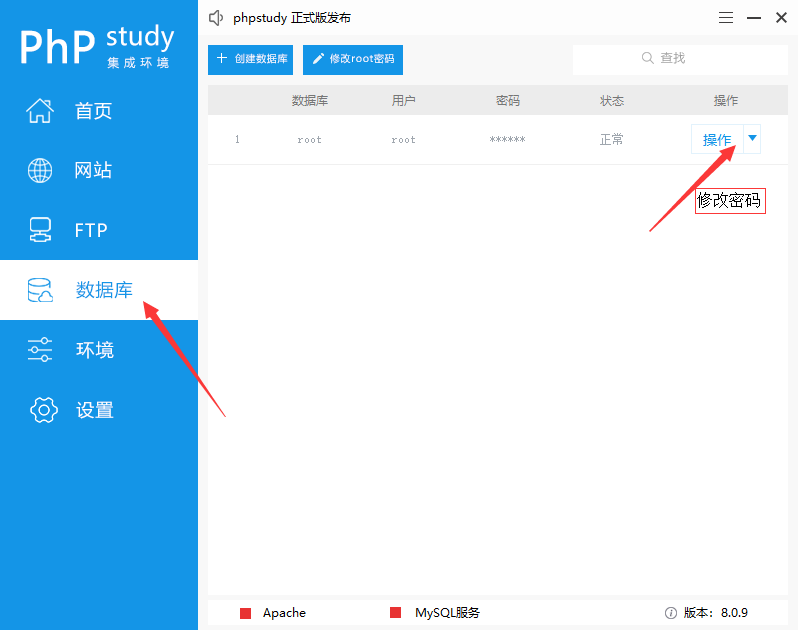 PhP study
集成环境
phpstudy 正式版发布
首页
网站
FTP
数据库
环境
设置
创建数据库
修改root密码
查找
数据库 用户 密码 状态 操作
1 root root ****** 正常 操作
修改密码
Apache
MySQL服务
版本：8.0.9